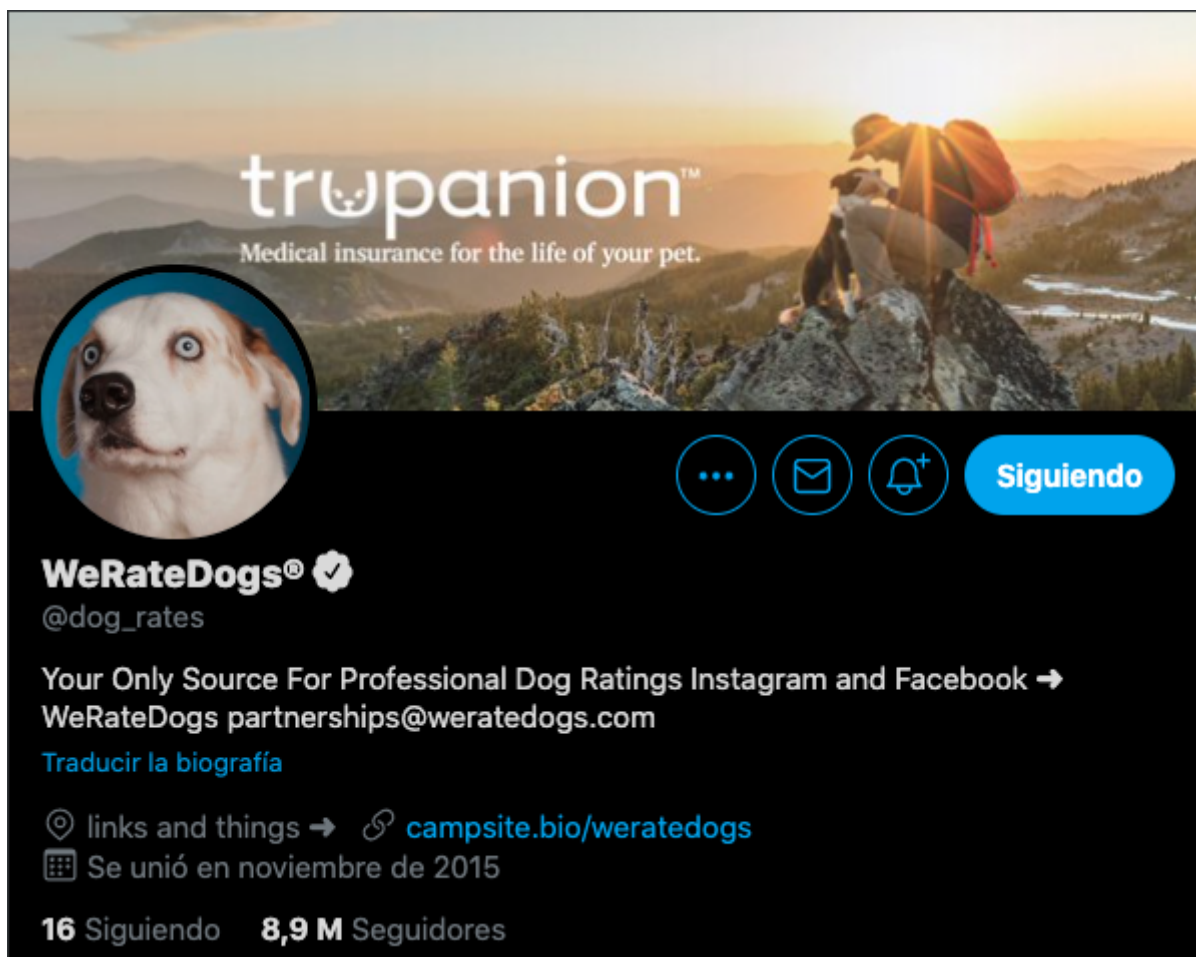 trupanion™
Medical insurance for the life of your pet.
Siguiendo
WeRateDogs®
@dog_rates
Your Only Source For Professional Dog Ratings Instagram and Facebook ➜
WeRateDogs partnerships@weratedogs.com
Traducir la biografía
links and things ➜ campsite.bio/weratedogs
Se unió en noviembre de 2015
16 Siguiendo 8,9 M Seguidores